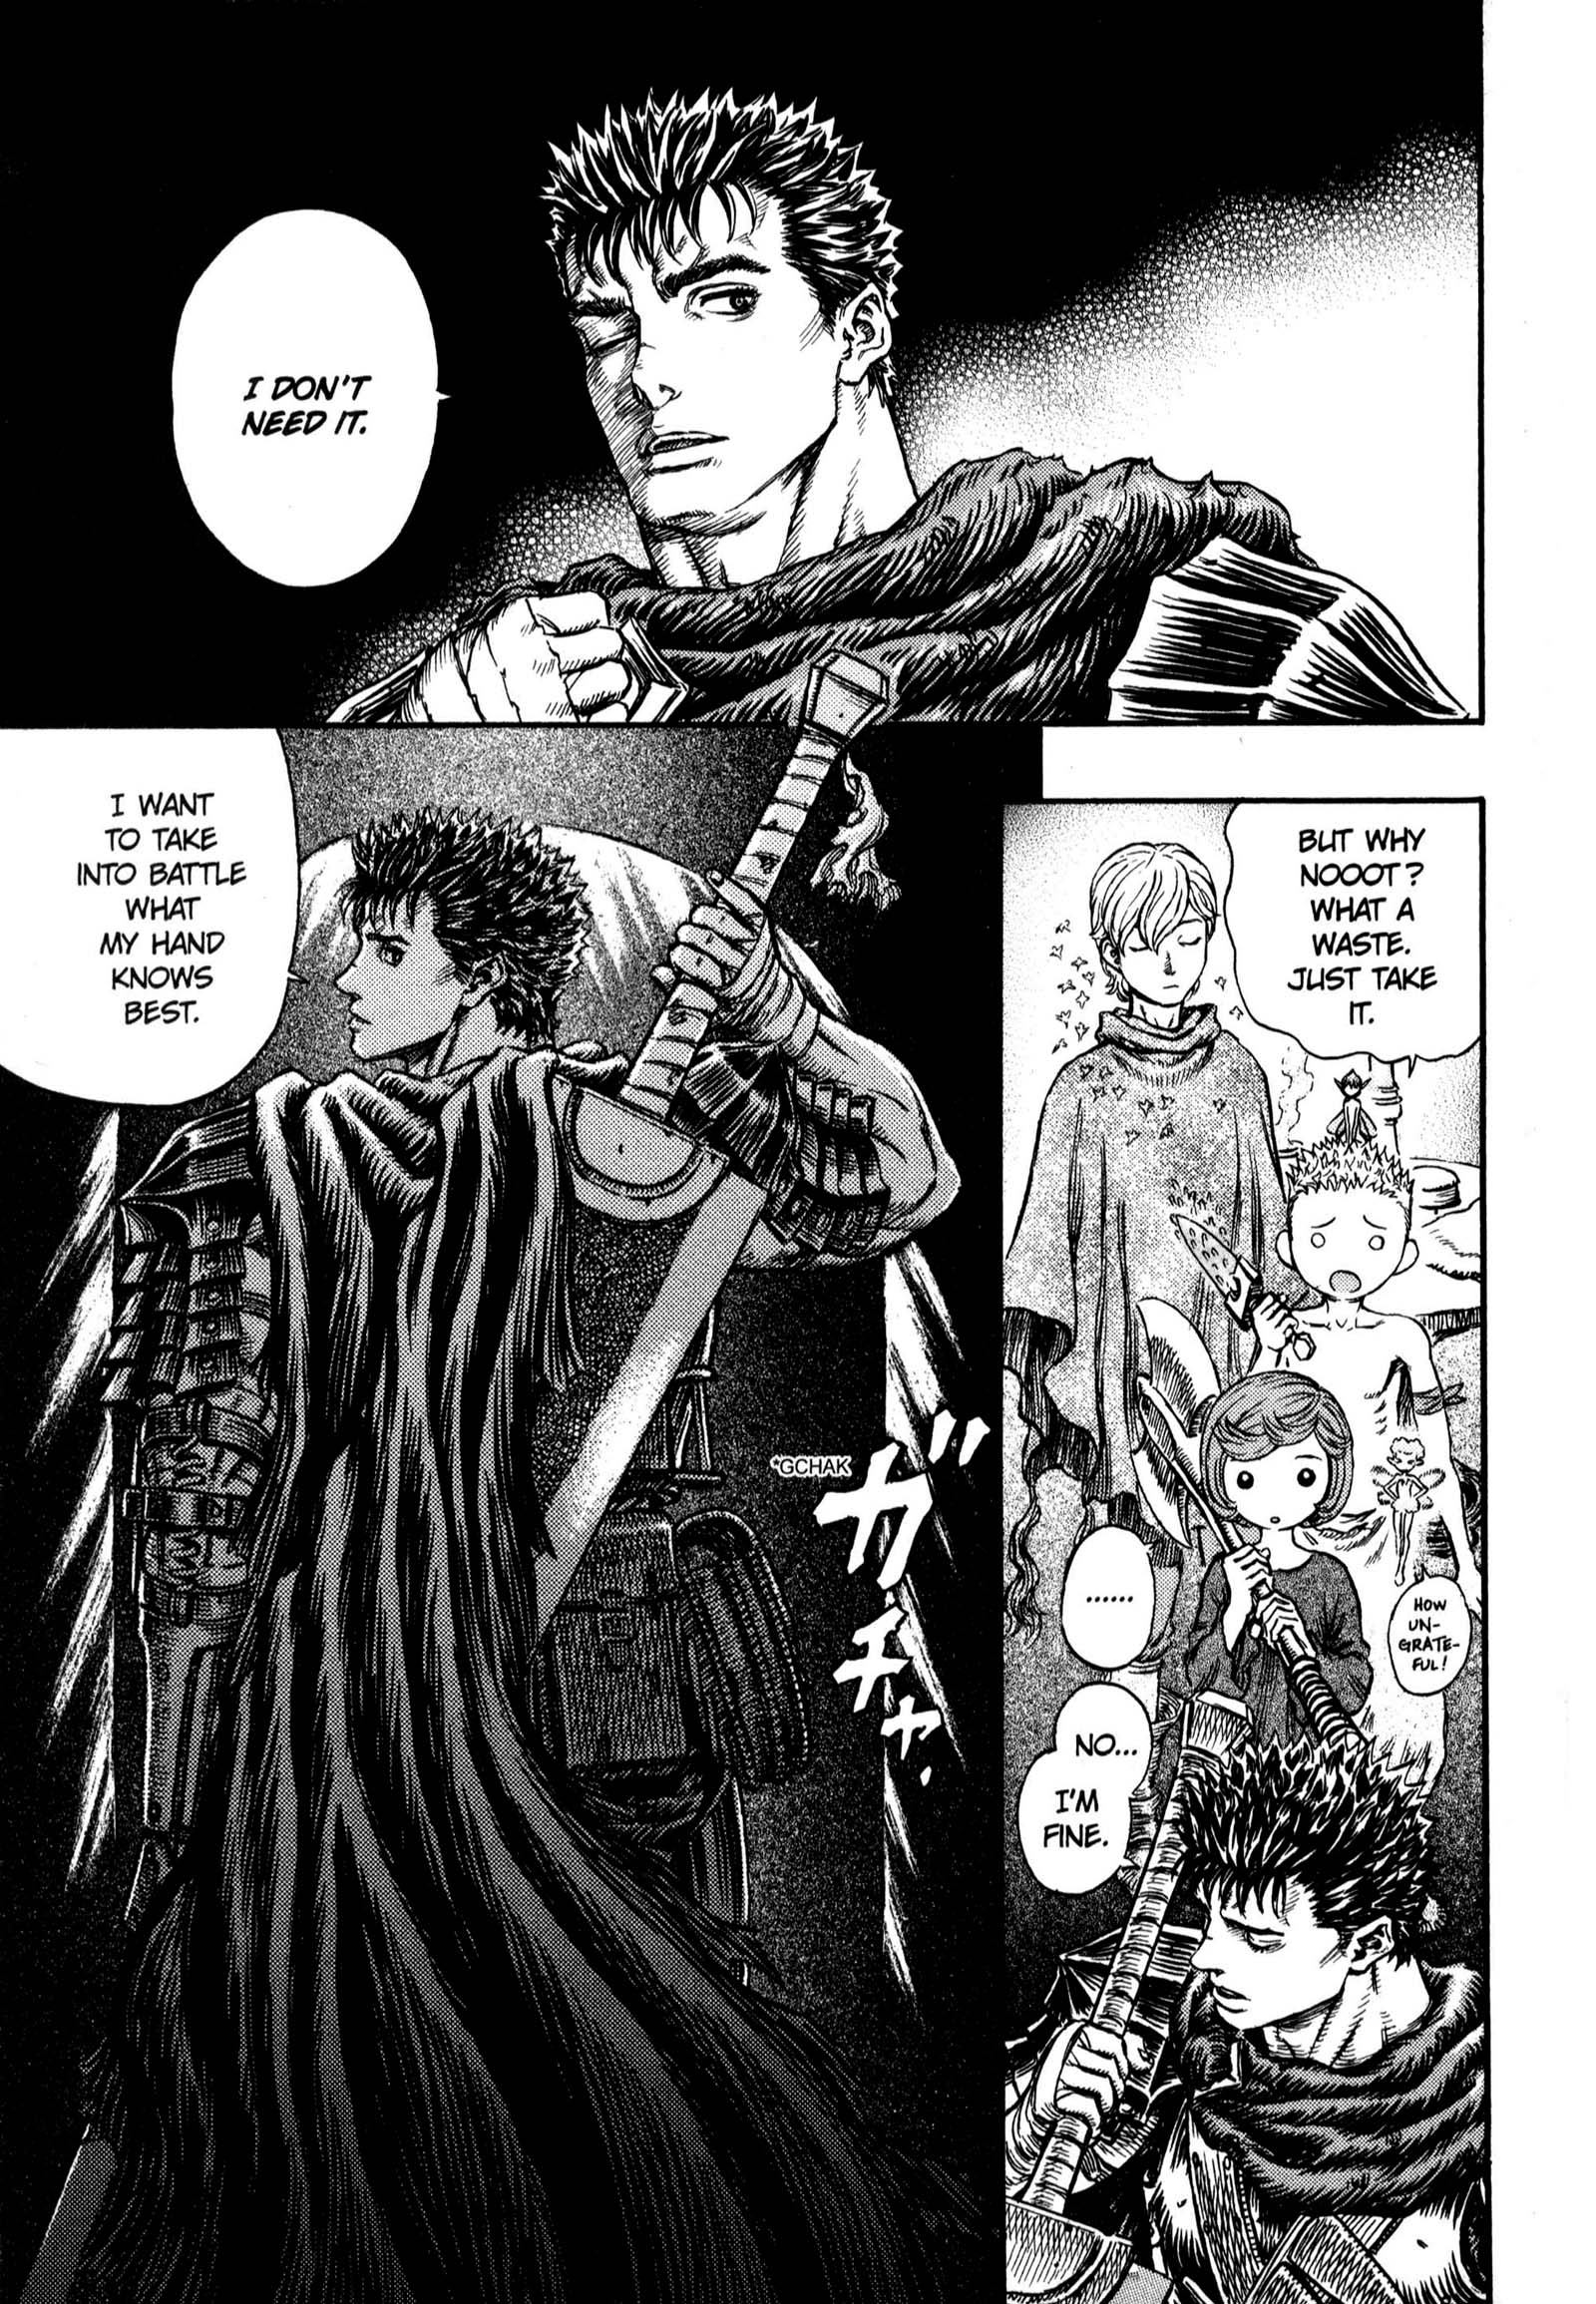 I DON'T
NEED IT.
BUT WHY
NOOOT?
WHAT A
WASTE.
JUST TAKE
IT.
HOW
UN-
GRATE-
FUL!
......
NO...
I'M
FINE.
I WANT
TO TAKE
INTO BATTLE
WHAT
MY HAND
KNOWS
BEST.
*GCHAK
ガチャ